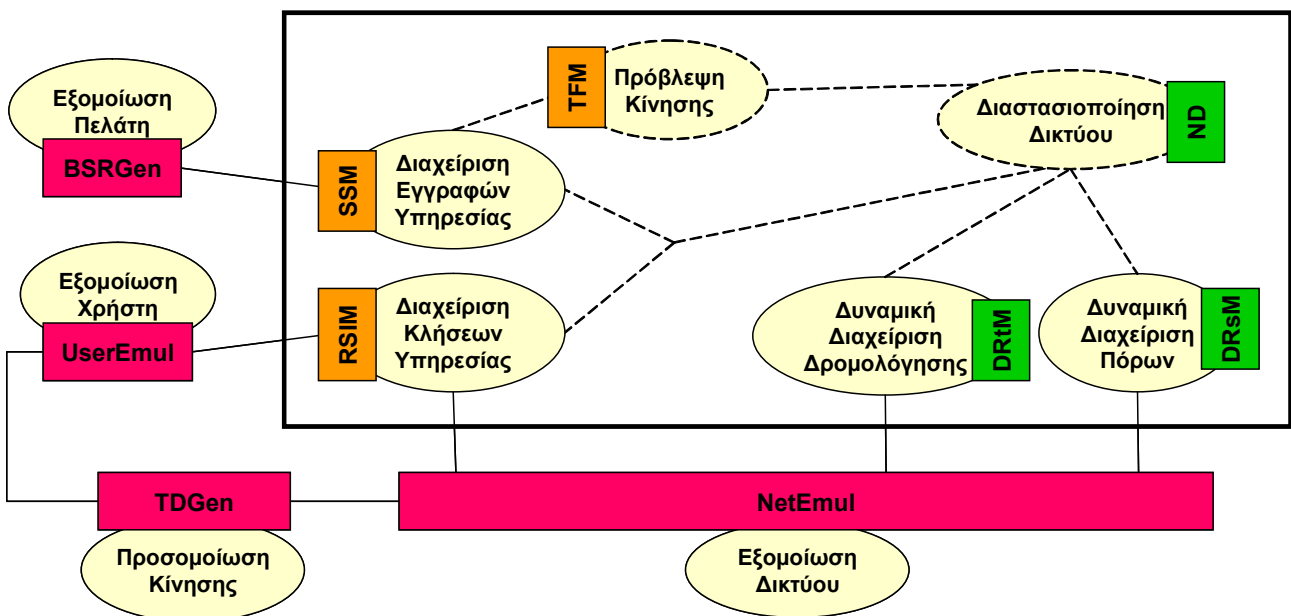 TFM
Πρόβλεψη
Κίνησης
Διαστασιοποίηση
Δικτύου
ND
Εξομοίωση
Πελάτη
BSRGen
SSM
Διαχείριση
Εγγραφών
Υπηρεσίας
Εξομοίωση
Χρήστη
UserEmul
RSIM
Διαχείριση
Κλήσεων
Υπηρεσίας
Δυναμική
Διαχείριση
Δρομολόγησης
DRtM
Δυναμική
Διαχείριση
Πόρων
DRsM
TDGen
Προσομοίωση
Κίνησης
NetEmul
Εξομοίωση
Δικτύου